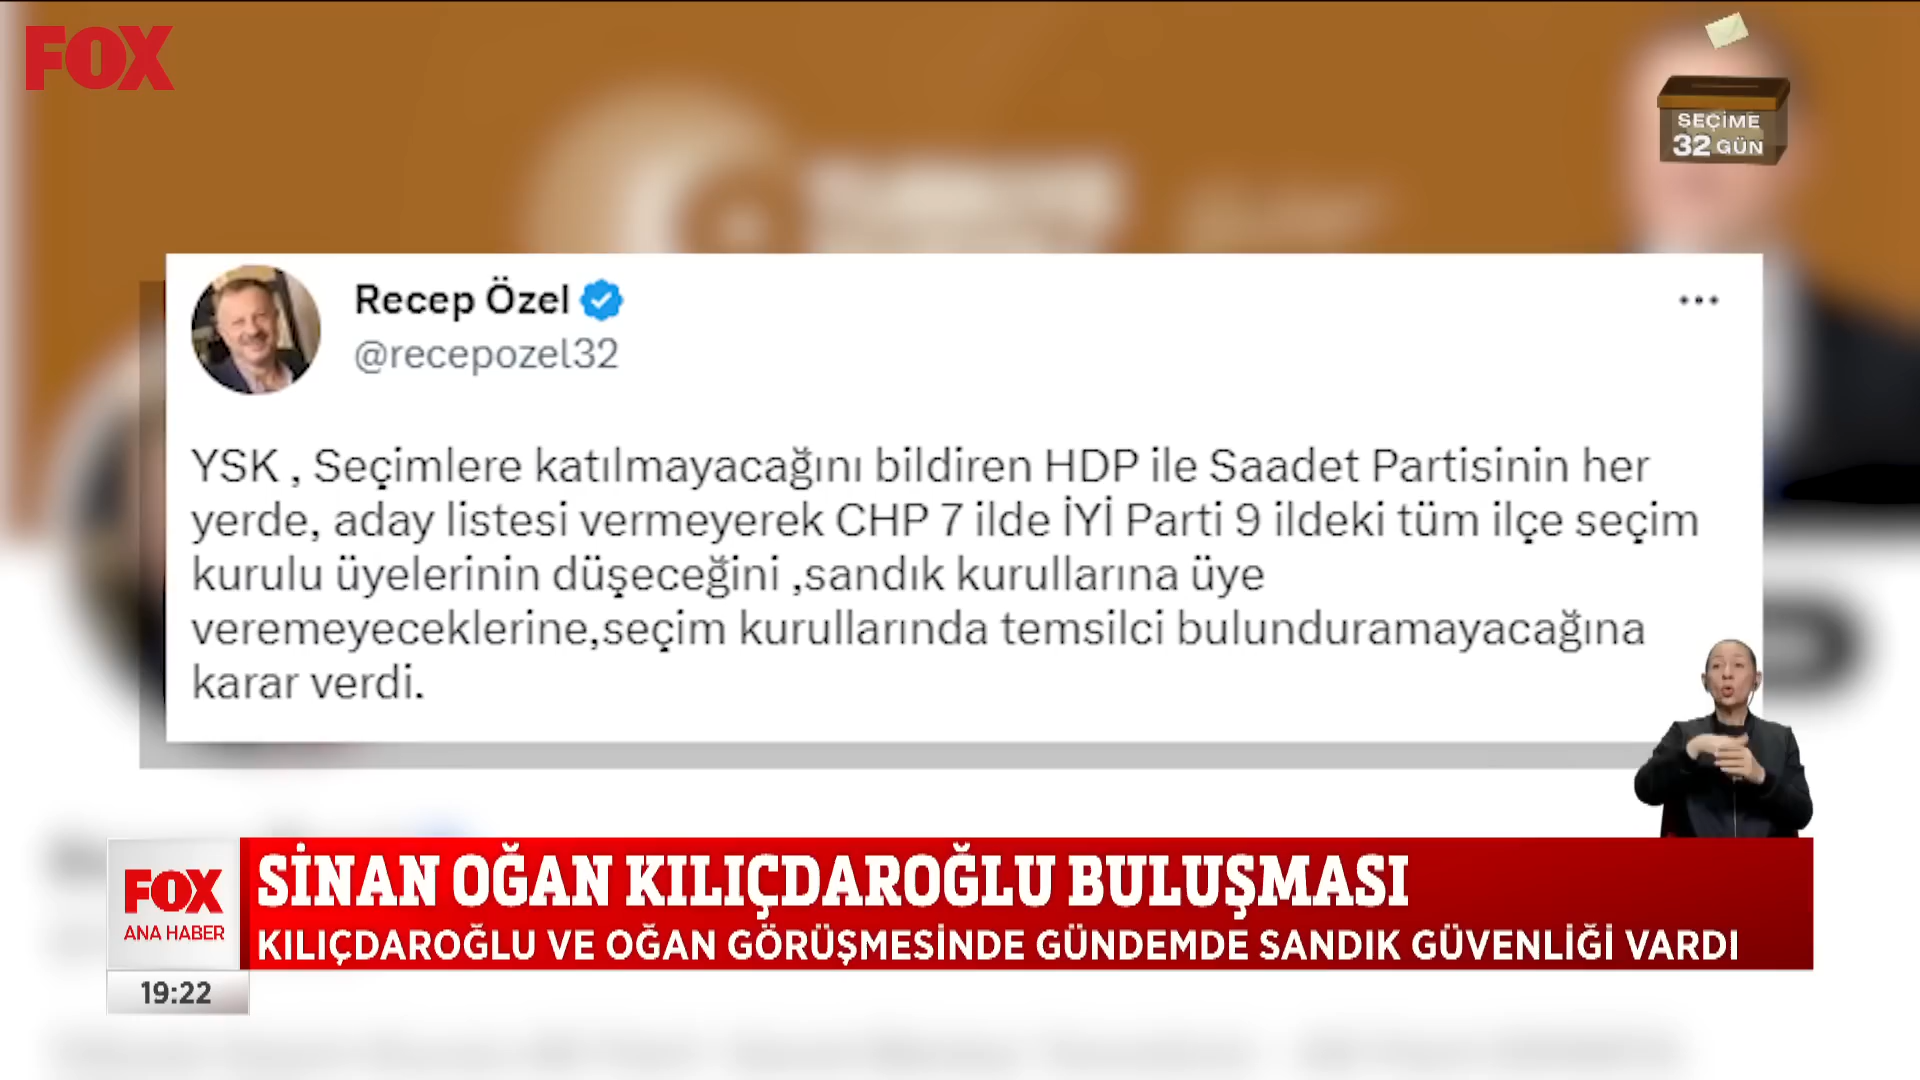 FOX
SEÇİME
32 GÜN
Recep Özel
@recepozel32
YSK , Seçimlere katılmayacağını bildiren HDP ile Saadet Partisinin her
yerde, aday listesi vermeyerek CHP 7 ilde İYİ Parti 9 ildeki tüm ilçe seçim
kurulu üyelerinin düşeceğini ,sandık kurullarına üye
veremeyeceklerine,seçim kurullarında temsilci bulunduramayacağına
karar verdi.
FOX
ANA HABER
SİNAN OĞAN KILIÇDAROĞLU BULUŞMASI
KILIÇDAROĞLU VE OĞAN GÖRÜŞMESİNDE GÜNDEMDE SANDIK GÜVENLİĞİ VARDI
19:22